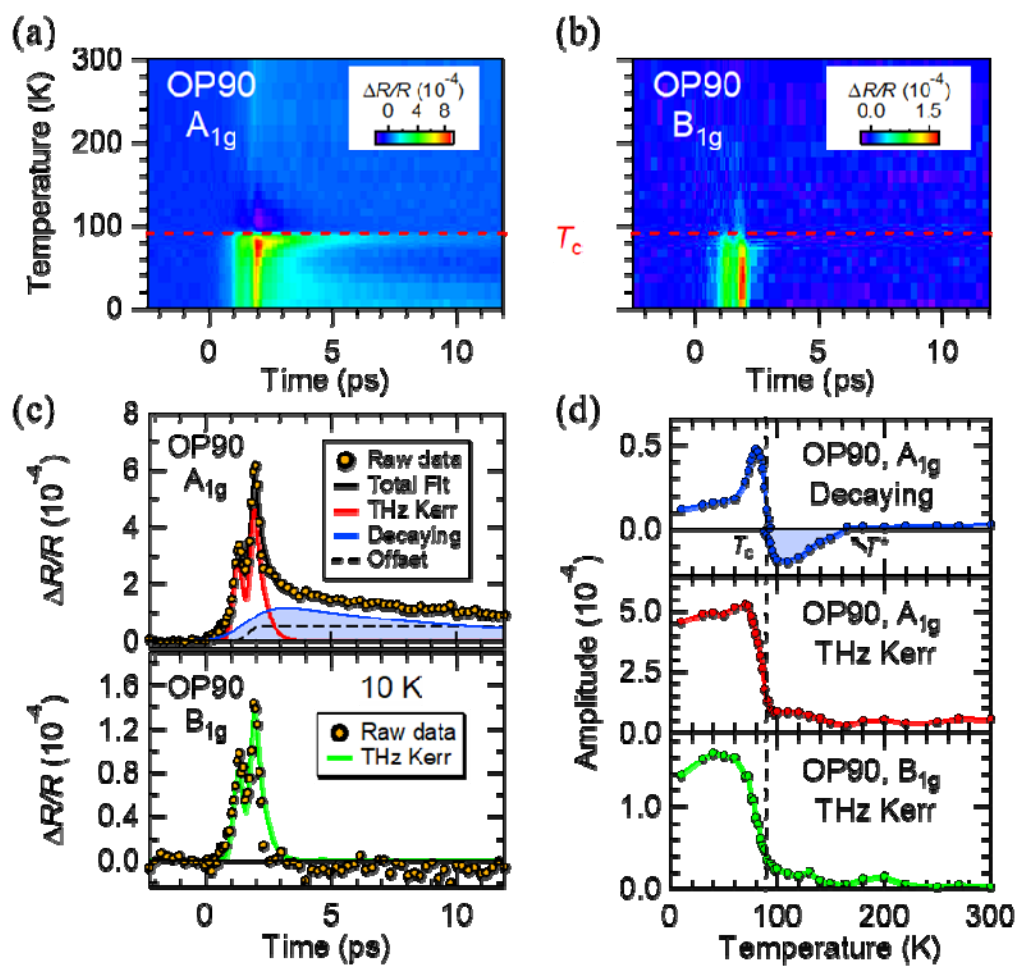 (a)
OP90
A1g
ΔR/R (10-4)
0 4 8
300
200
100
0
Temperature (K)
0 5 10
Time (ps)
(b)
OP90
B1g
ΔR/R (10-4)
0.0 1.5
Tc
0 5 10
Time (ps)
(c)
8
6
4
2
0
ΔR/R (10-4)
OP90
A1g
Raw data
Total Fit
THz Kerr
Decaying
Offset
1.6
1.2
0.8
0.4
0.0
ΔR/R (10-4)
OP90
B1g
10 K
Raw data
THz Kerr
0 5 10
Time (ps)
(d)
0.5
0.0
OP90, A1g
Decaying
Tc
T*
5.0
2.5
0.0
OP90, A1g
THz Kerr
Amplitude (10-4)
1.0
0.0
OP90, B1g
THz Kerr
0 100 200 300
Temperature (K)